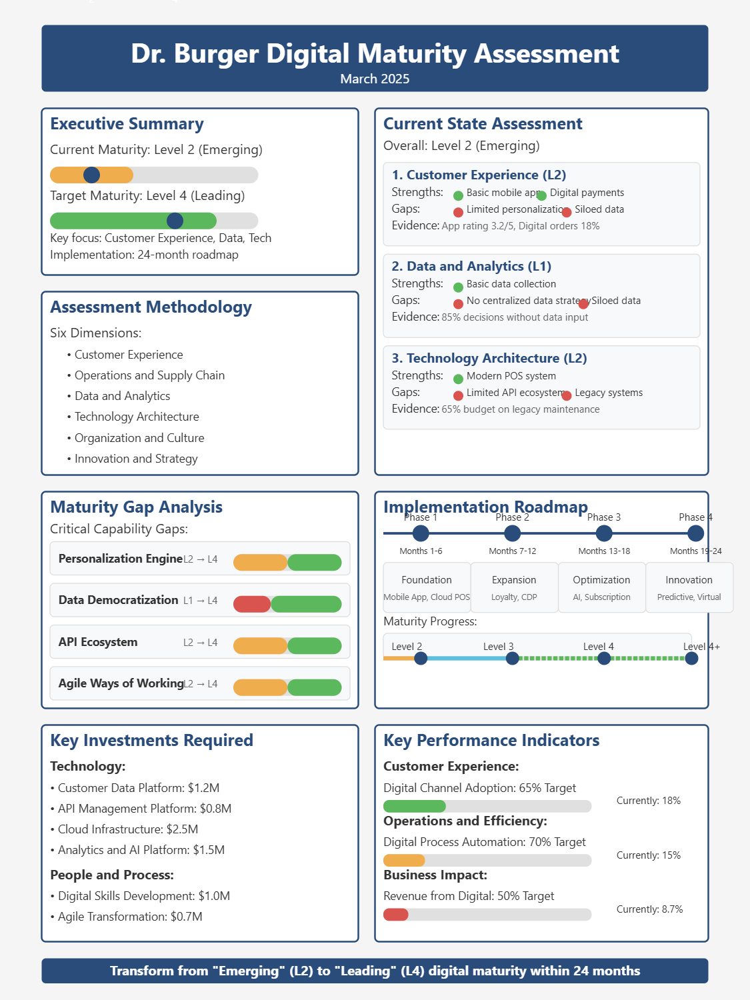 Dr. Burger Digital Maturity Assessment
March 2025
Executive Summary
Current Maturity: Level 2 (Emerging)
Target Maturity: Level 4 (Leading)
Key focus: Customer Experience, Data, Tech
Implementation: 24-month roadmap
Assessment Methodology
Six Dimensions:
• Customer Experience
• Operations and Supply Chain
• Data and Analytics
• Technology Architecture
• Organization and Culture
• Innovation and Strategy
Current State Assessment
Overall: Level 2 (Emerging)
1. Customer Experience (L2)
Strengths: Basic mobile app Digital payments
Gaps: Limited personalization Siloed data
Evidence: App rating 3.2/5, Digital orders 18%
2. Data and Analytics (L1)
Strengths: Basic data collection
Gaps: No centralized data strategy Siloed data
Evidence: 85% decisions without data input
3. Technology Architecture (L2)
Strengths: Modern POS system
Gaps: Limited API ecosystem Legacy systems
Evidence: 65% budget on legacy maintenance
Maturity Gap Analysis
Critical Capability Gaps:
Personalization Engine L2 → L4
Data Democratization L1 → L4
API Ecosystem L2 → L4
Agile Ways of Working L2 → L4
Implementation Roadmap
Phase 1 Phase 2 Phase 3 Phase 4
Months 1-6 Months 7-12 Months 13-18 Months 19-24
Foundation Expansion Optimization Innovation
Mobile App, Cloud POS Loyalty, CDP AI, Subscription Predictive, Virtual
Maturity Progress:
Level 2 Level 3 Level 4 Level 4+
Key Investments Required
Technology:
• Customer Data Platform: $1.2M
• API Management Platform: $0.8M
• Cloud Infrastructure: $2.5M
• Analytics and AI Platform: $1.5M
People and Process:
• Digital Skills Development: $1.0M
• Agile Transformation: $0.7M
Key Performance Indicators
Customer Experience:
Digital Channel Adoption: 65% Target
Currently: 18%
Operations and Efficiency:
Digital Process Automation: 70% Target
Currently: 15%
Business Impact:
Revenue from Digital: 50% Target
Currently: 8.7%
Transform from "Emerging" (L2) to "Leading" (L4) digital maturity within 24 months